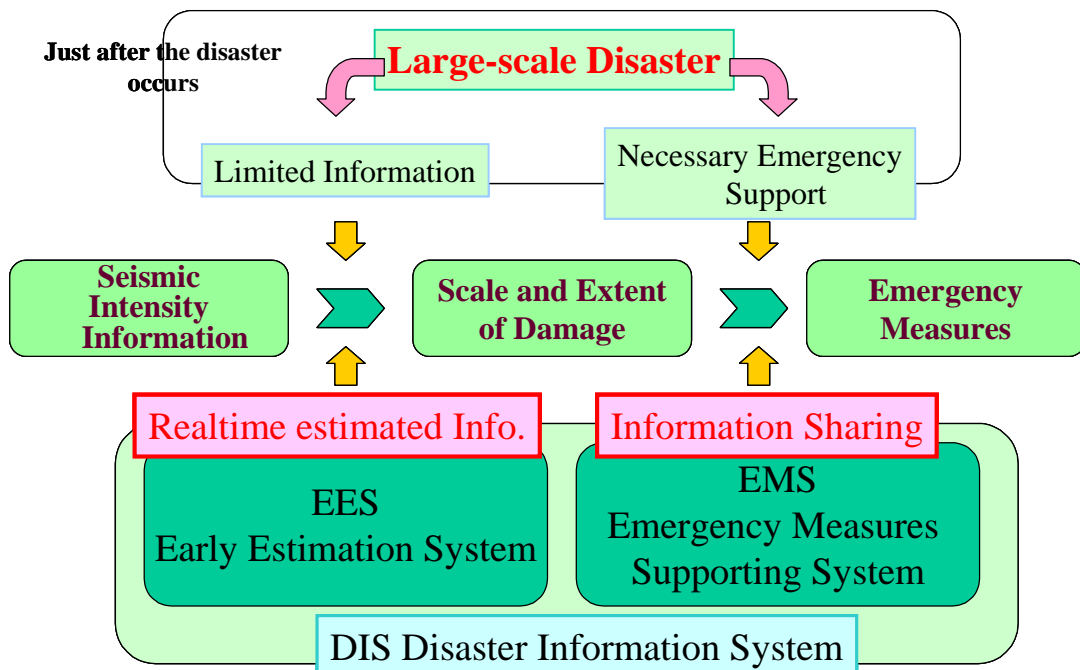 Just after the disaster
occurs
Large-scale Disaster
Limited Information
Necessary Emergency
Support
Seismic
Intensity
Information
Scale and Extent
of Damage
Emergency
Measures
Realtime estimated Info.
Information Sharing
EES
Early Estimation System
EMS
Emergency Measures
Supporting System
DIS Disaster Information System